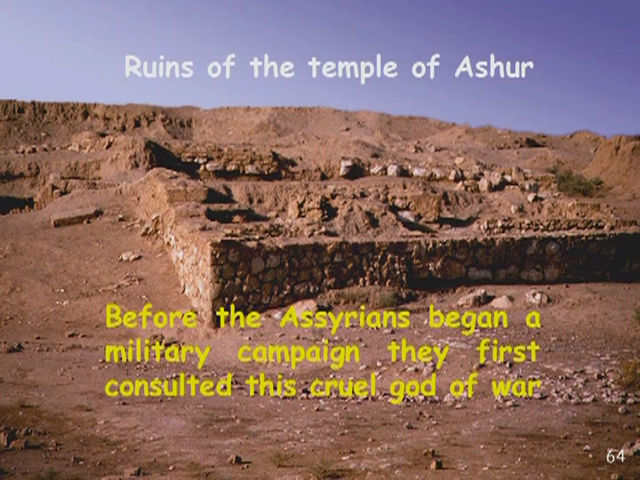 Ruins of the temple of Ashur
Before the Assyrians began a
military campaign they first
consulted this cruel god of war
64